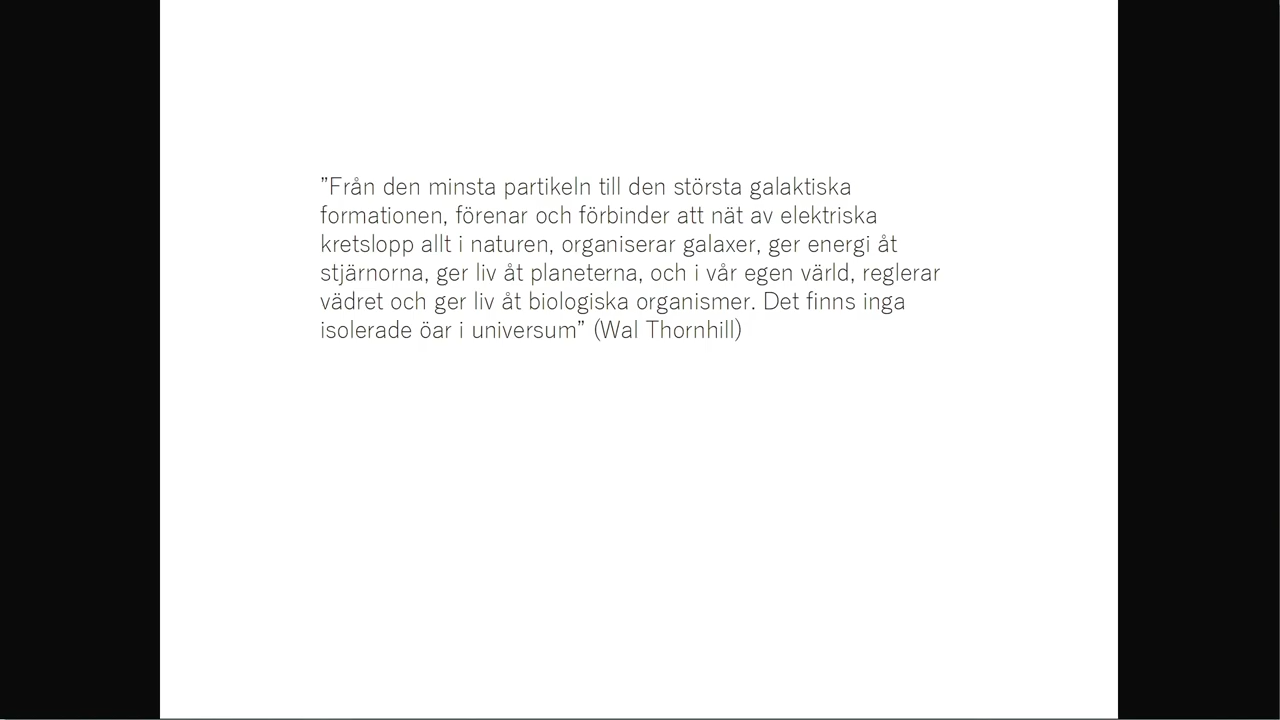 ”Från den minsta partikeln till den största galaktiska
formationen, förenar och förbinder att nät av elektriska
kretslopp allt i naturen, organiserar galaxer, ger energi åt
stjärnorna, ger liv åt planeterna, och i vår egen värld, reglerar
vädret och ger liv åt biologiska organismer. Det finns inga
isolerade öar i universum” (Wal Thornhill)